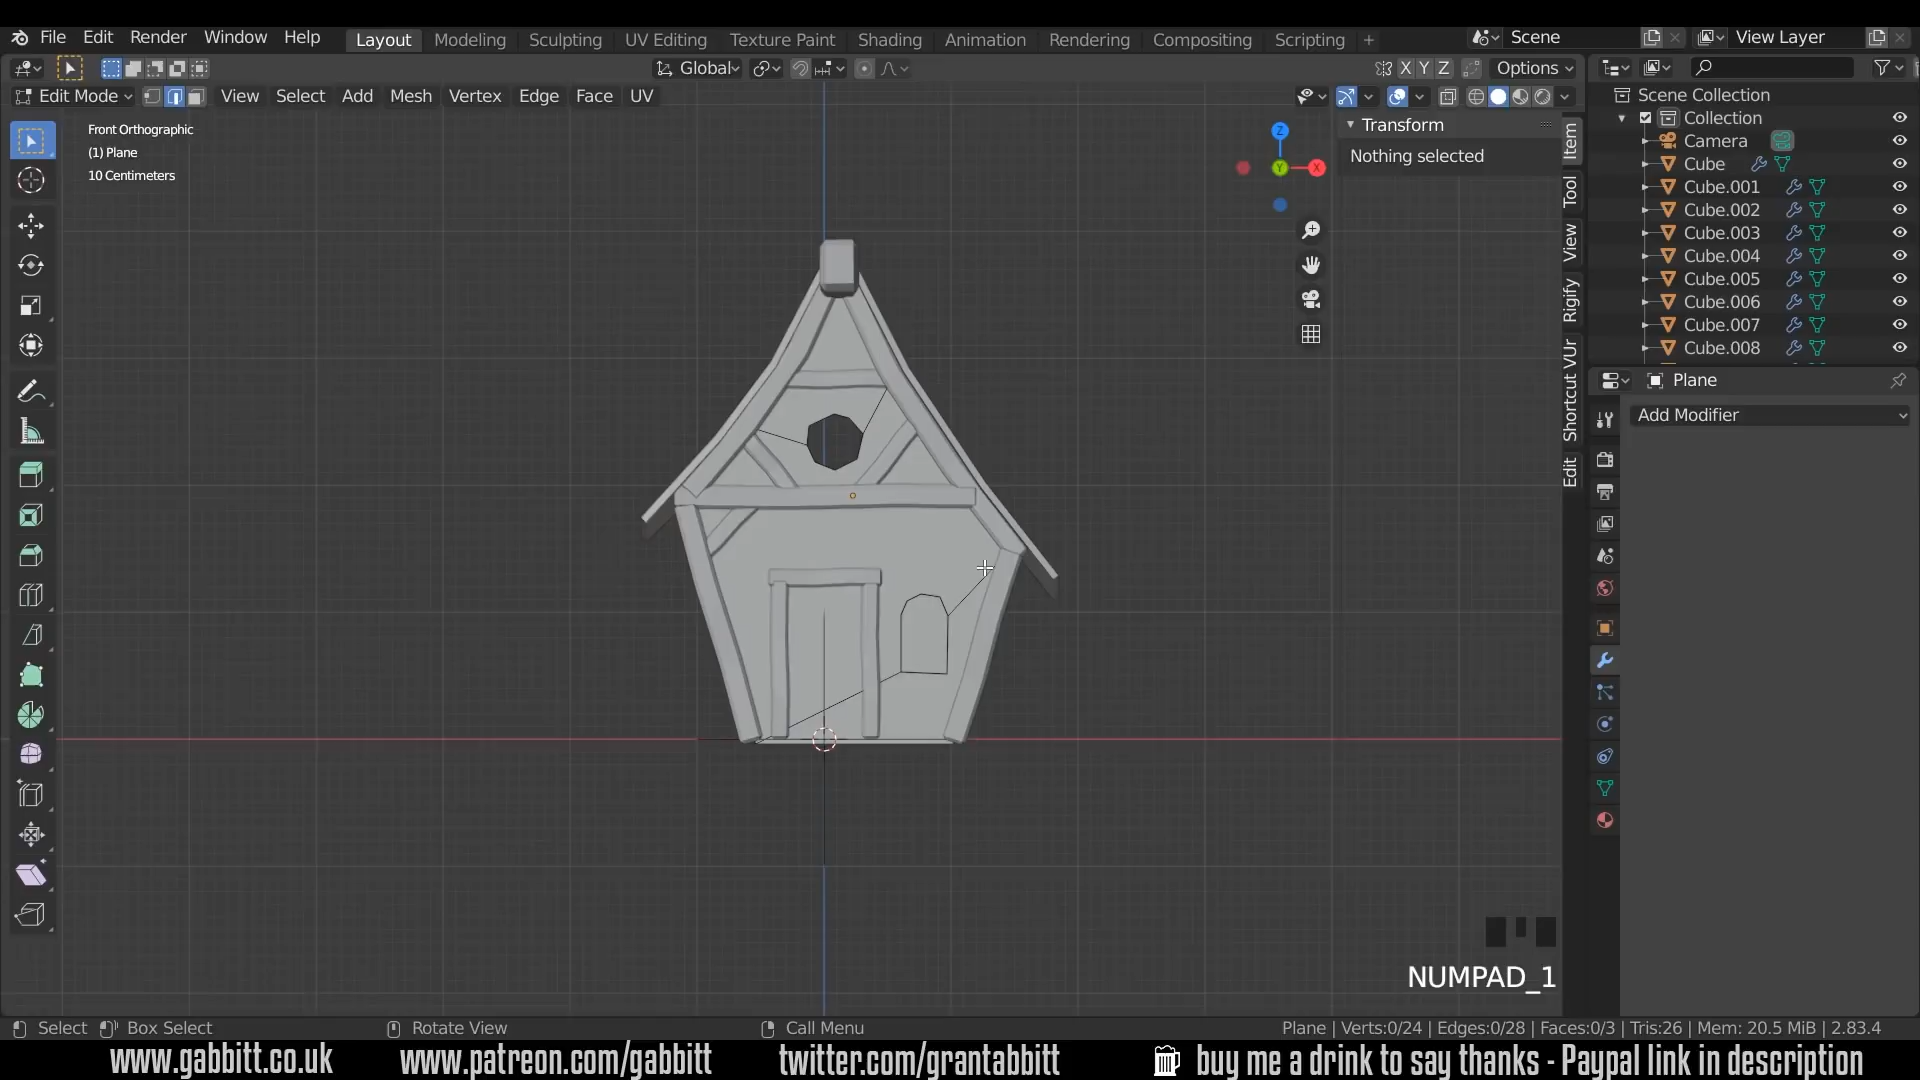 File Edit Render Window Help
Layout Modeling Sculpting UV Editing Texture Paint Shading Animation Rendering Compositing Scripting +
Scene
View Layer
Global
X Y Z
Options
Edit Mode
View Select Add Mesh Vertex Edge Face UV
Front Orthographic
(1) Plane
10 Centimeters
Z
Y
X
Transform
Nothing selected
Item
Tool
View
Rigify
Shortcut VUr
Edit
Scene Collection
Collection
Camera
Cube
Cube.001
Cube.002
Cube.003
Cube.004
Cube.005
Cube.006
Cube.007
Cube.008
Plane
Add Modifier
NUMPAD_1
Select
Box Select
Rotate View
Call Menu
Plane | Verts:0/24 | Edges:0/28 | Faces:0/3 | Tris:26 | Mem: 20.5 MiB | 2.83.4
www.gabbitt.co.uk
www.patreon.com/gabbitt
twitter.com/grantabbitt
buy me a drink to say thanks - Paypal link in description